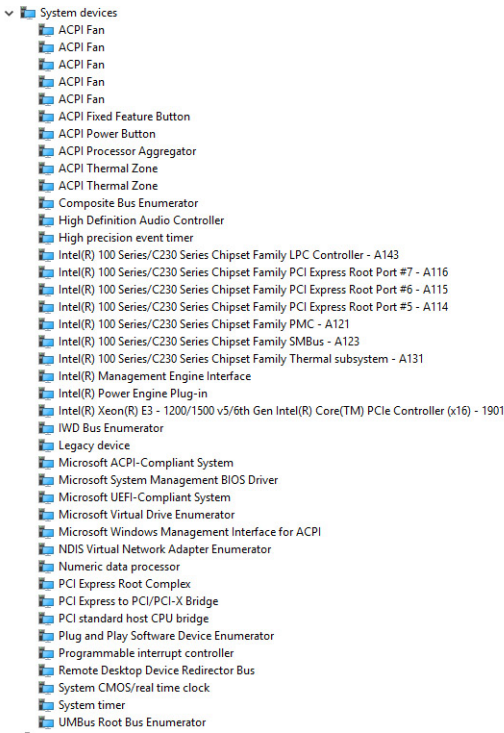 System devices
ACPI Fan
ACPI Fan
ACPI Fan
ACPI Fan
ACPI Fan
ACPI Fixed Feature Button
ACPI Power Button
ACPI Processor Aggregator
ACPI Thermal Zone
ACPI Thermal Zone
Composite Bus Enumerator
High Definition Audio Controller
High precision event timer
Intel(R) 100 Series/C230 Series Chipset Family LPC Controller - A143
Intel(R) 100 Series/C230 Series Chipset Family PCI Express Root Port #7 - A116
Intel(R) 100 Series/C230 Series Chipset Family PCI Express Root Port #6 - A115
Intel(R) 100 Series/C230 Series Chipset Family PCI Express Root Port #5 - A114
Intel(R) 100 Series/C230 Series Chipset Family PMC - A121
Intel(R) 100 Series/C230 Series Chipset Family SMBus - A123
Intel(R) 100 Series/C230 Series Chipset Family Thermal subsystem - A131
Intel(R) Management Engine Interface
Intel(R) Power Engine Plug-in
Intel(R) Xeon(R) E3 - 1200/1500 v5/6th Gen Intel(R) Core(TM) PCIe Controller (x16) - 1901
IWD Bus Enumerator
Legacy device
Microsoft ACPI-Compliant System
Microsoft System Management BIOS Driver
Microsoft UEFI-Compliant System
Microsoft Virtual Drive Enumerator
Microsoft Windows Management Interface for ACPI
NDIS Virtual Network Adapter Enumerator
Numeric data processor
PCI Express Root Complex
PCI Express to PCI/PCI-X Bridge
PCI standard host CPU bridge
Plug and Play Software Device Enumerator
Programmable interrupt controller
Remote Desktop Device Redirector Bus
System CMOS/real time clock
System timer
UMBus Root Bus Enumerator